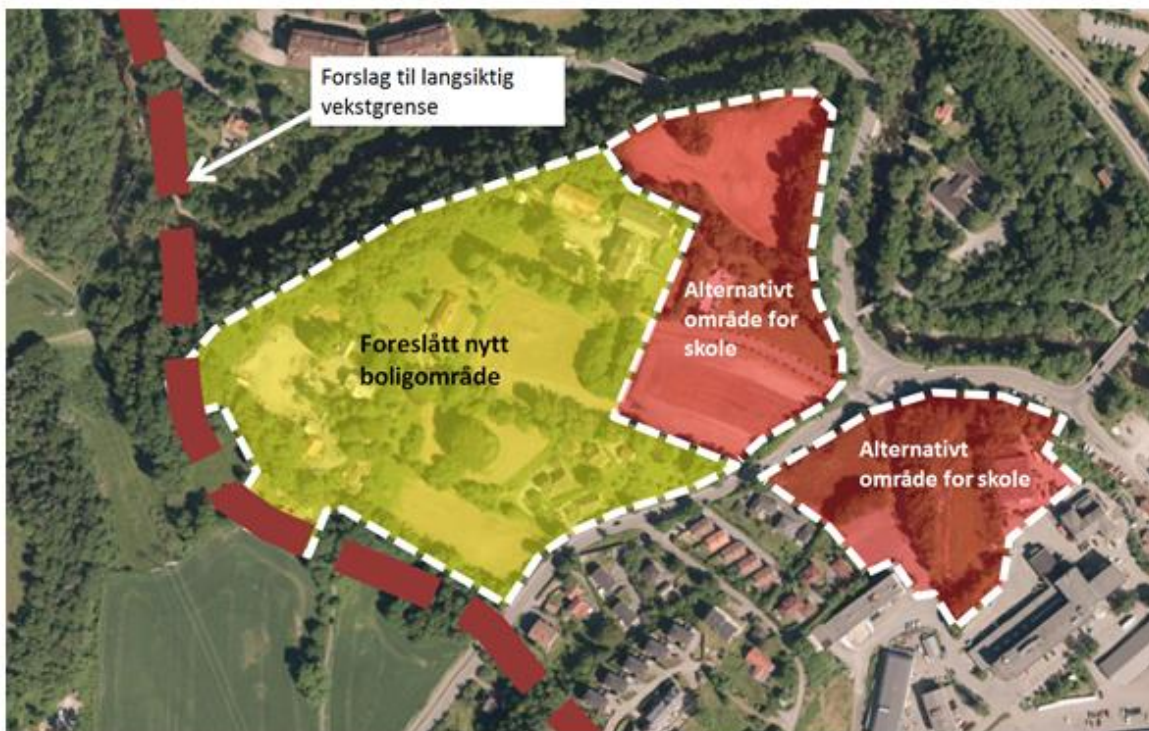 Forslag til langsiktig
vekstgrense
Alternativt
område for
skole
Foreslått nytt
boligområde
Alternativt
område for skole